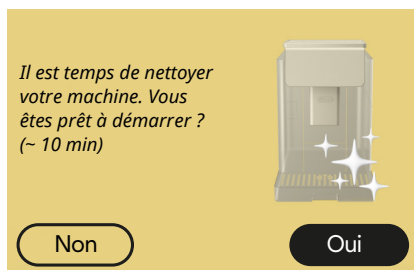 Il est temps de nettoyer
votre machine. Vous
êtes prêt à démarrer ?
(~ 10 min)
Non
Oui